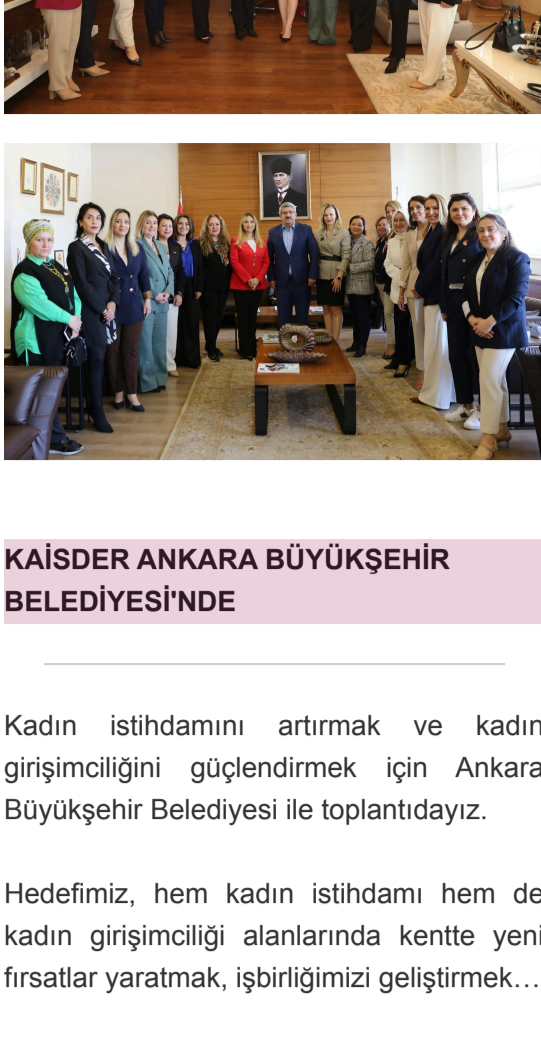 KAİSDER ANKARA BÜYÜKŞEHİR
BELEDİYESİ'NDE
Kadın istihdamını artırmak ve kadın
girişimciliğini güçlendirmek için Ankara
Büyükşehir Belediyesi ile toplantıdayız.
Hedefimiz, hem kadın istihdamı hem de
kadın girişimciliği alanlarında kentte yeni
fırsatlar yaratmak, işbirliğimizi geliştirmek…